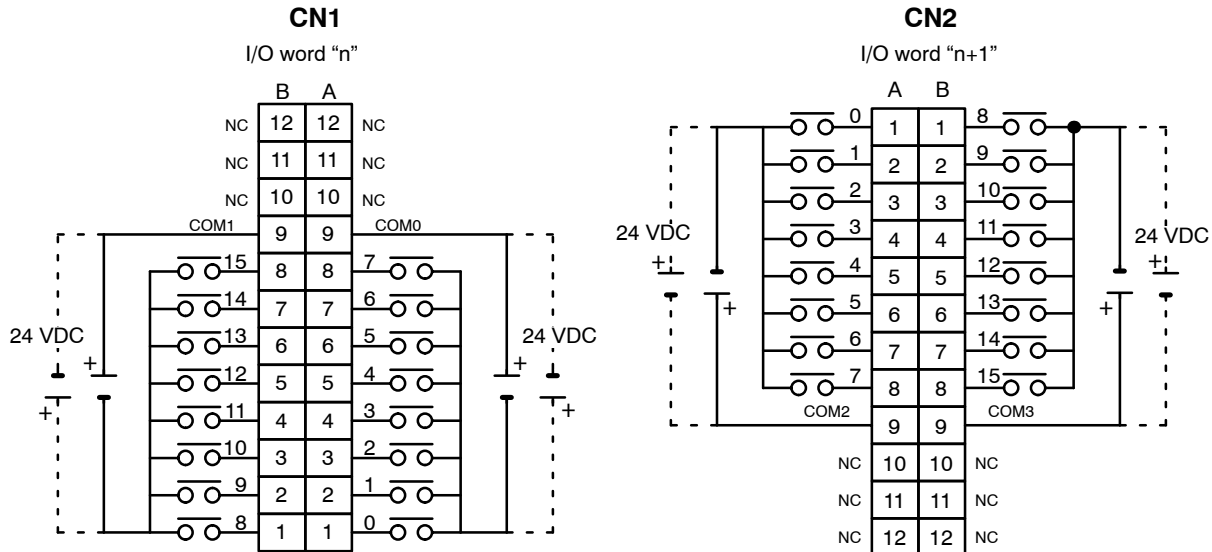 CN1
I/O word “n”
B A
NC 12 12 NC
NC 11 11 NC
NC 10 10 NC
COM1 9 9 COM0
15 8 8 7
14 7 7 6
13 6 6 5
12 5 5 4
11 4 4 3
10 3 3 2
9 2 2 1
8 1 1 0
24 VDC
+
+
24 VDC
+
+
CN2
I/O word “n+1”
A B
0 1 1 8
1 2 2 9
2 3 3 10
3 4 4 11
4 5 5 12
5 6 6 13
6 7 7 14
7 8 8 15
COM2 9 9 COM3
NC 10 10 NC
NC 11 11 NC
NC 12 12 NC
24 VDC
+
+
24 VDC
+
+